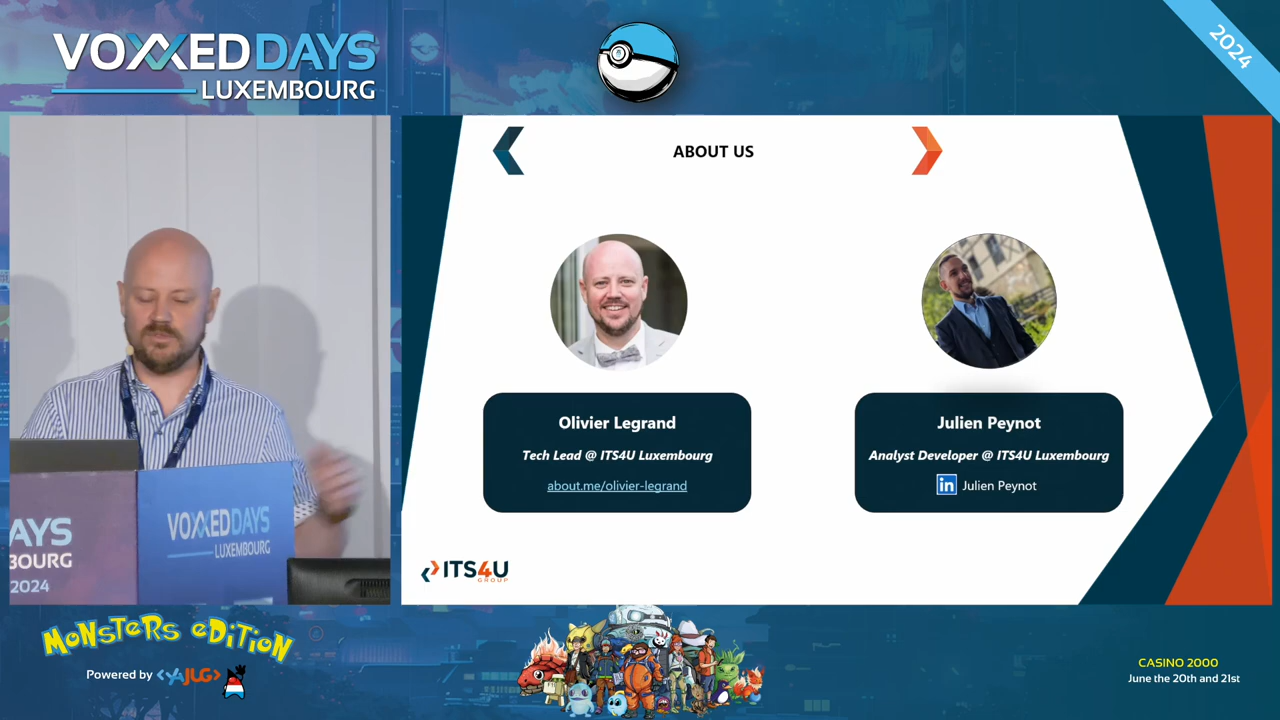 VOXXEDDAYS
LUXEMBOURG
2024
ABOUT US
Olivier Legrand
Tech Lead @ ITS4U Luxembourg
about.me/olivier-legrand
Julien Peynot
Analyst Developer @ ITS4U Luxembourg
in Julien Peynot
ITS4U
GROUP
AYS
BOURG
2024
VOXXEDDAYS
LUXEMBOURG
MONSTERS EDITION
Powered by <YAJUG>
CASINO 2000
June the 20th and 21st